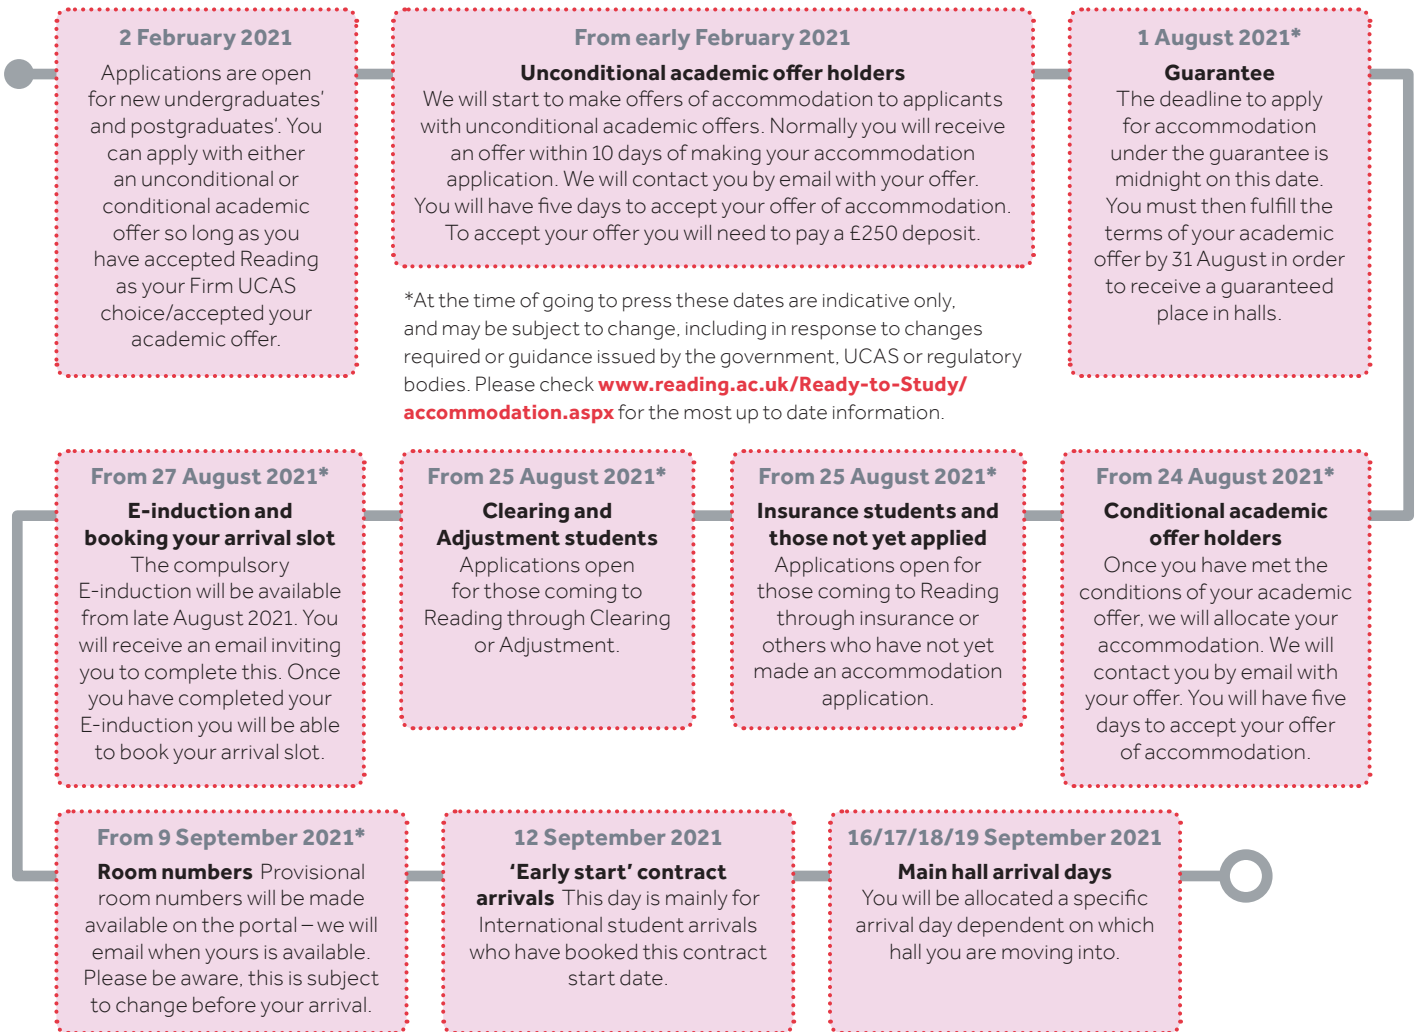 2 February 2021
Applications are open
for new undergraduates'
and postgraduates'. You
can apply with either
an unconditional or
conditional academic
offer so long as you
have accepted Reading
as your Firm UCAS
choice/accepted your
academic offer.
From early February 2021
Unconditional academic offer holders
We will start to make offers of accommodation to applicants
with unconditional academic offers. Normally you will receive
an offer within 10 days of making your accommodation
application. We will contact you by email with your offer.
You will have five days to accept your offer of accommodation.
To accept your offer you will need to pay a £250 deposit.
1 August 2021*
Guarantee
The deadline to apply
for accommodation
under the guarantee is
midnight on this date.
You must then fulfill the
terms of your academic
offer by 31 August in order
to receive a guaranteed
place in halls.
*At the time of going to press these dates are indicative only,
and may be subject to change, including in response to changes
required or guidance issued by the government, UCAS or regulatory
bodies. Please check www.reading.ac.uk/Ready-to-Study/
accommodation.aspx for the most up to date information.
From 24 August 2021*
Conditional academic
offer holders
Once you have met the
conditions of your academic
offer, we will allocate your
accommodation. We will
contact you by email with
your offer. You will have five
days to accept your offer
of accommodation.
From 25 August 2021*
Insurance students and
those not yet applied
Applications open for
those coming to Reading
through insurance or
others who have not yet
made an accommodation
application.
From 25 August 2021*
Clearing and
Adjustment students
Applications open
for those coming to
Reading through Clearing
or Adjustment.
From 27 August 2021*
E-induction and
booking your arrival slot
The compulsory
E-induction will be available
from late August 2021. You
will receive an email inviting
you to complete this. Once
you have completed your
E-induction you will be able
to book your arrival slot.
From 9 September 2021*
Room numbers Provisional
room numbers will be made
available on the portal – we will
email when yours is available.
Please be aware, this is subject
to change before your arrival.
12 September 2021
‘Early start’ contract
arrivals This day is mainly for
International student arrivals
who have booked this contract
start date.
16/17/18/19 September 2021
Main hall arrival days
You will be allocated a specific
arrival day dependent on which
hall you are moving into.